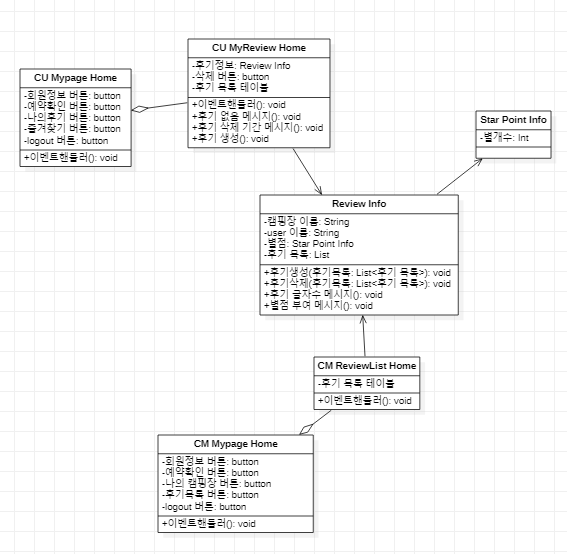 CU Mypage Home
-회원정보 버튼: button
-예약확인 버튼: button
-나의후기 버튼: button
-즐겨찾기 버튼: button
-logout 버튼: button
+이벤트핸들러(): void
CU MyReview Home
-후기정보: Review Info
-삭제 버튼: button
-후기 목록 테이블
+이벤트핸들러(): void
+후기 없음 메시지(): void
+후기 삭제 기간 메시지(): void
+후기 생성(): void
Star Point Info
-별개수: Int
Review Info
-캠핑장 이름: String
-user 이름: String
-별점: Star Point Info
-후기 목록: List
+후기생성(후기목록: List<후기 목록>): void
+후기삭제(후기목록: List<후기 목록>): void
+후기 글자수 메시지(): void
+별점 부여 메시지(): void
CM ReviewList Home
-후기 목록 테이블
+이벤트핸들러(): void
CM Mypage Home
-회원정보 버튼: button
-예약확인 버튼: button
-나의 캠핑장 버튼: button
-후기목록 버튼: button
-logout 버튼: button
+이벤트핸들러(): void